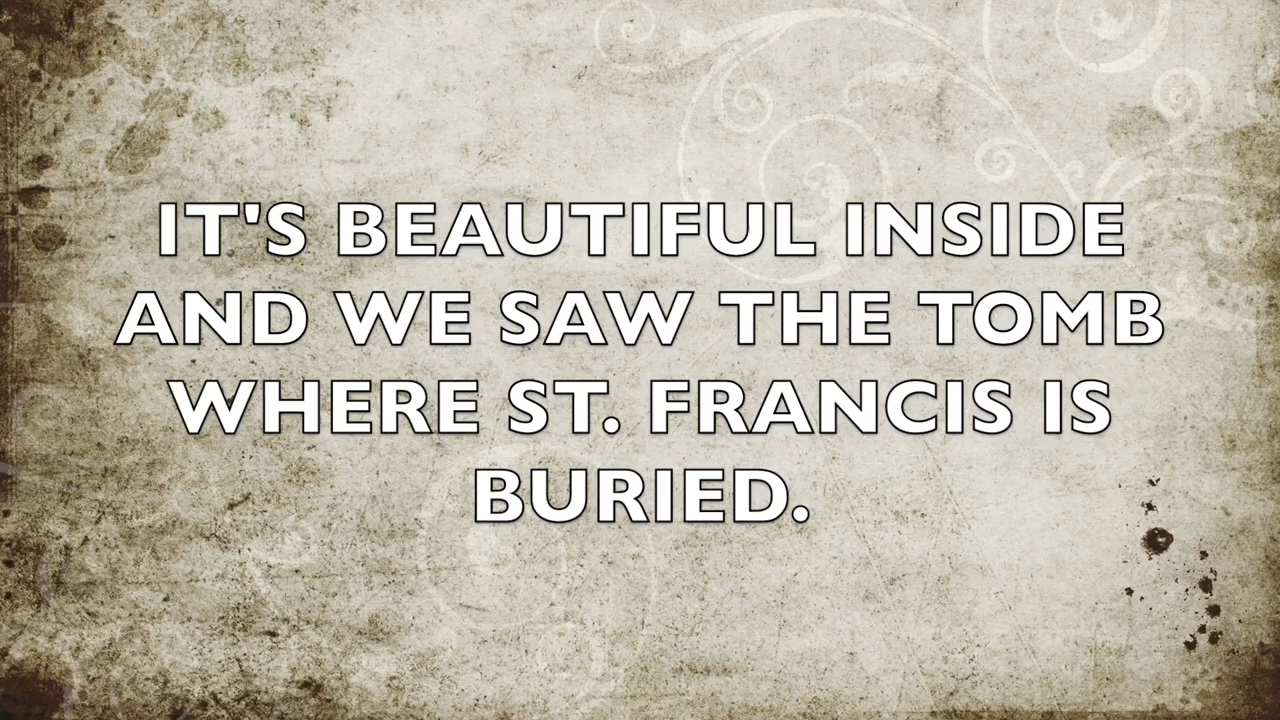 IT'S BEAUTIFUL INSIDE
AND WE SAW THE TOMB
WHERE ST. FRANCIS IS
BURIED.